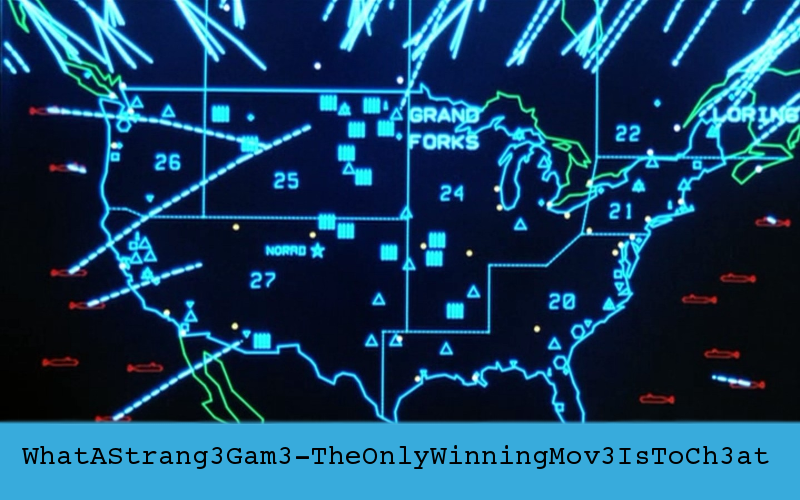 GRAND
FORKS
LORING
22
26
25
24
21
NORAD
27
20
WhatAStrang3Gam3-TheOnlyWinningMov3IsToCh3at